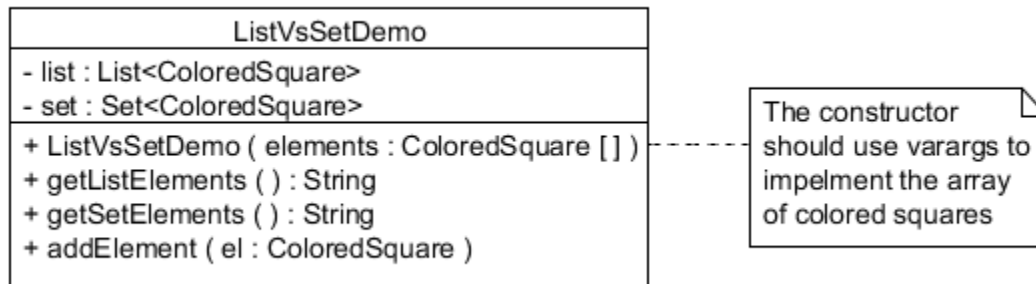 ListVsSetDemo
- list : List<ColoredSquare>
- set : Set<ColoredSquare>
+ ListVsSetDemo ( elements : ColoredSquare [ ] )
+ getListElements ( ) : String
+ getSetElements ( ) : String
+ addElement ( el : ColoredSquare )
The constructor
should use varargs to
impelment the array
of colored squares